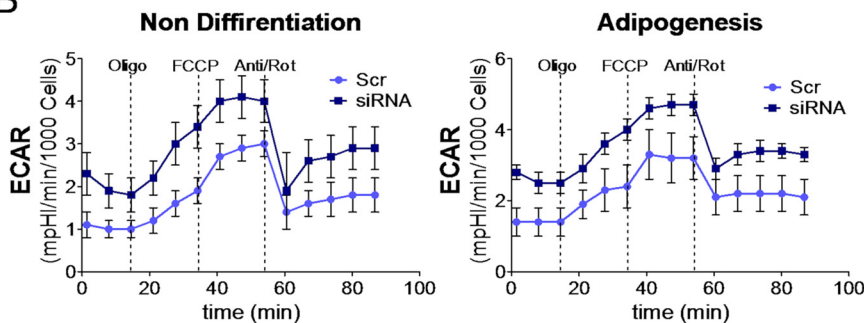 B
Non Diffirentiation
ECAR
(mpHl/min/1000 Cells)
5
4
3
2
1
0
Oligo
FCCP
Anti/Rot
Scr
siRNA
0
20
40
60
80
100
time (min)
Adipogenesis
ECAR
(mpHl/min/1000 Cells)
6
4
2
0
Oligo
FCCP
Anti/Rot
Scr
siRNA
0
20
40
60
80
100
time (min)